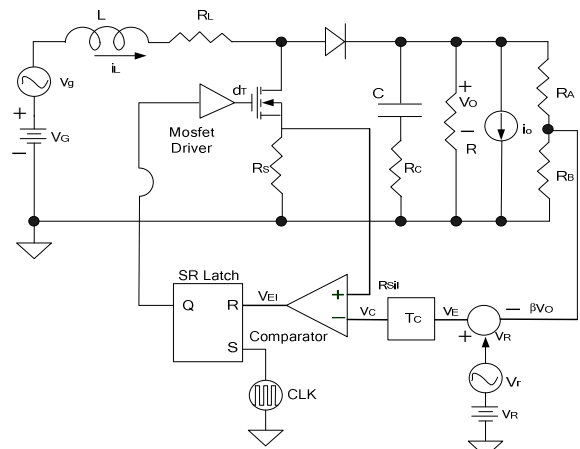 L
RL
iL
vg
+
VG
−
dT
Mosfet
Driver
RS
C
RC
+
VO
−
R
io
RA
RB
SR Latch
Q
R
S
VEI
+
−
Comparator
RSiI
VC
TC
VE
+
−
βVO
VR
Vr
VR
CLK